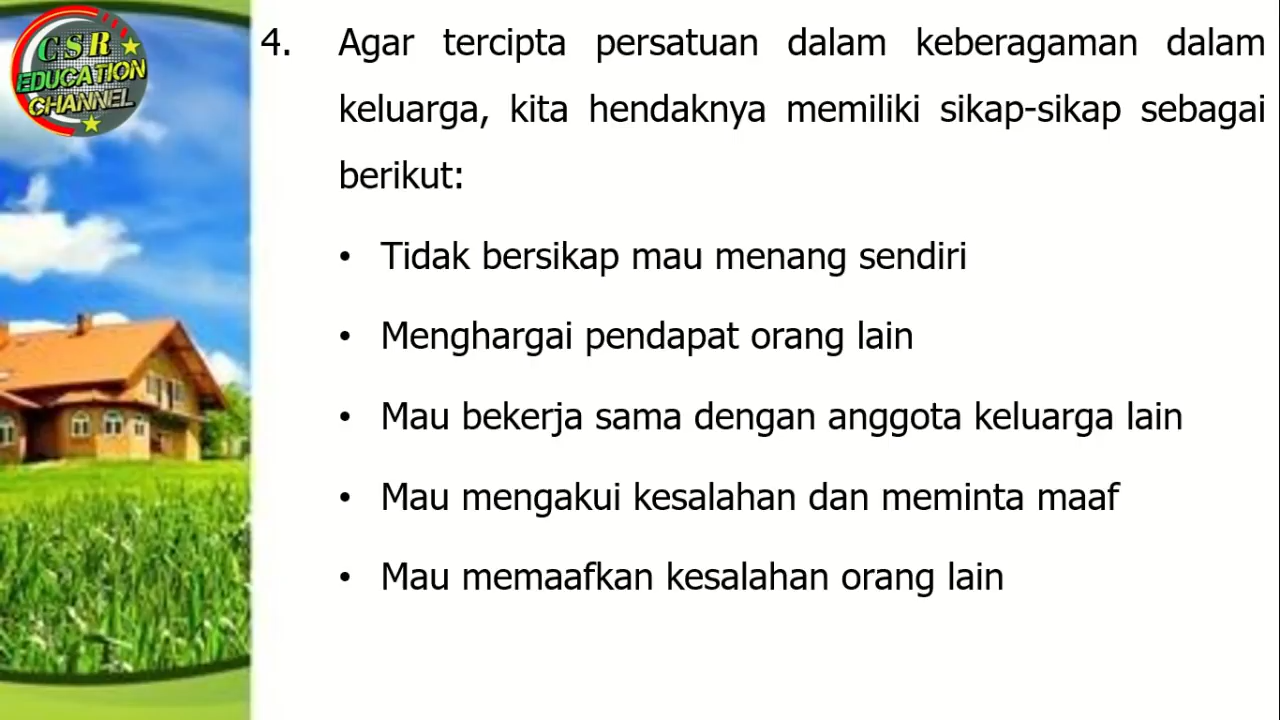 CSR
EDUCATION
CHANNEL
4. Agar tercipta persatuan dalam keberagaman dalam
keluarga, kita hendaknya memiliki sikap-sikap sebagai
berikut:
• Tidak bersikap mau menang sendiri
• Menghargai pendapat orang lain
• Mau bekerja sama dengan anggota keluarga lain
• Mau mengakui kesalahan dan meminta maaf
• Mau memaafkan kesalahan orang lain